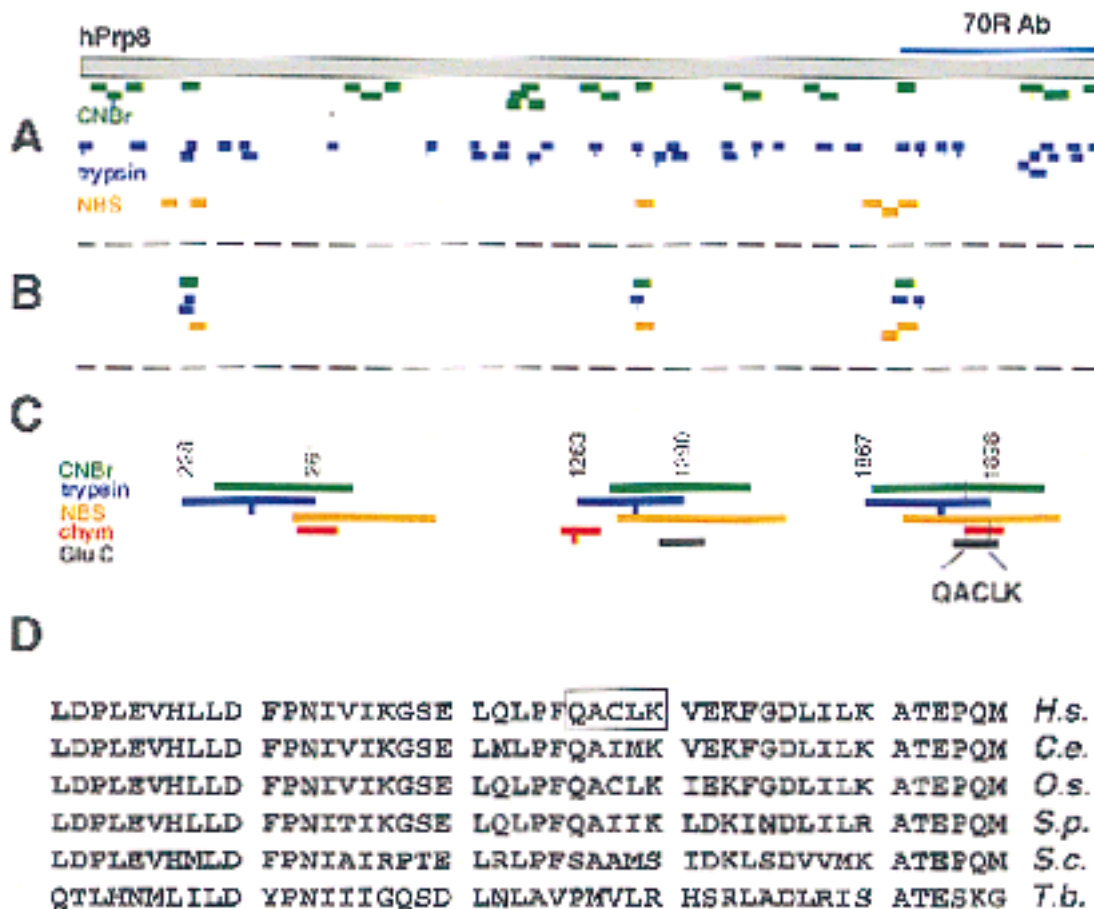 hPrp8
70R Ab
A
CNBr
trypsin
NBS
B
C
1263
1290
1867
CNBr
trypsin
NBS
chym
Glu C
QACLK
D
LDPLEVHLLD FPNIVIKGSE LQLPFQACLK VEKFGDLILK ATEPQM H.s.
LDPLEVHLLD FPNIVIKGSE LMLPFQAIMK VEKFGDLILK ATEPQM C.e.
LDPLEVHLLD FPNIVIKGSE LQLPFQACLK IEKFGDLILK ATEPQM O.s.
LDPLEVHLLD FPNITIKGSE LQLPFQAIIK LDKINDLILR ATEPQM S.p.
LDPLEVHMLD FPNIAIRPTE LRLPFSAAMS IDKLSDVVMK ATEPQM S.c.
QTLHNMLILD YPNIIIGQSD LNLAVPMVLR HSRLADLRIS ATESKG T.b.